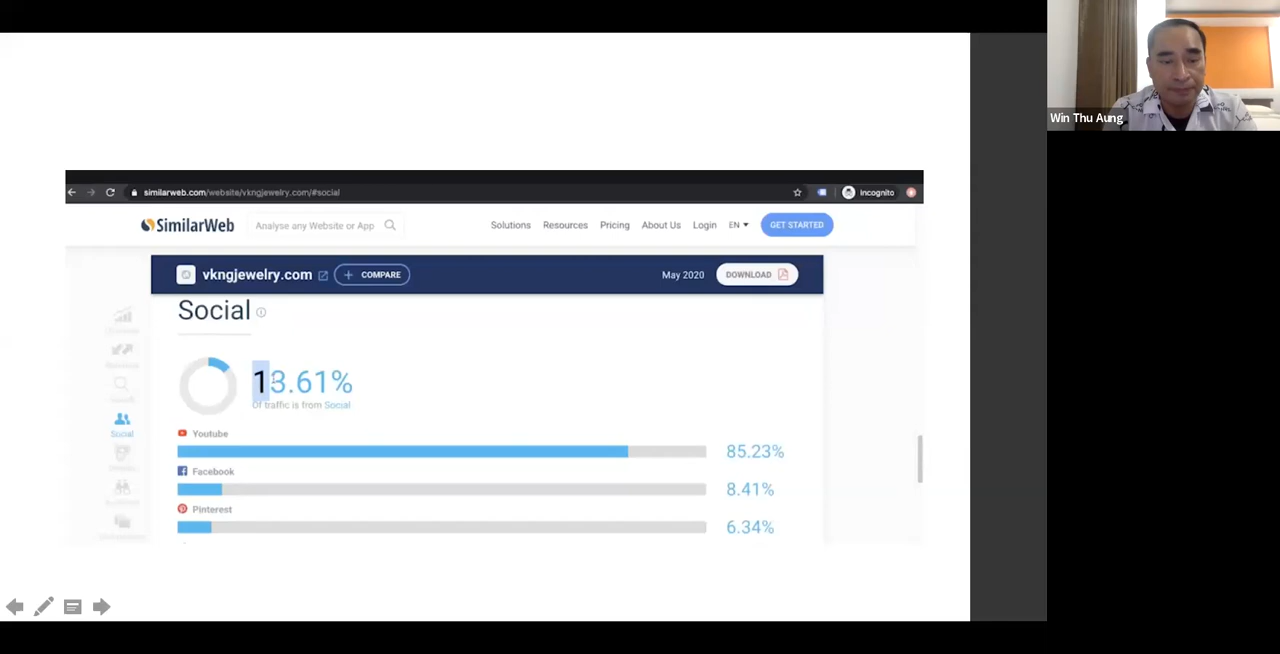 Win Thu Aung
similarweb.com/website/vkngjewelry.com/#social
Incognito
SimilarWeb
Analyse any Website or App
Solutions
Resources
Pricing
About Us
Login
EN
GET STARTED
vkngjewelry.com
+ COMPARE
May 2020
DOWNLOAD
Social
13.61%
Of traffic is from Social
Youtube
85.23%
Facebook
8.41%
Pinterest
6.34%
Social